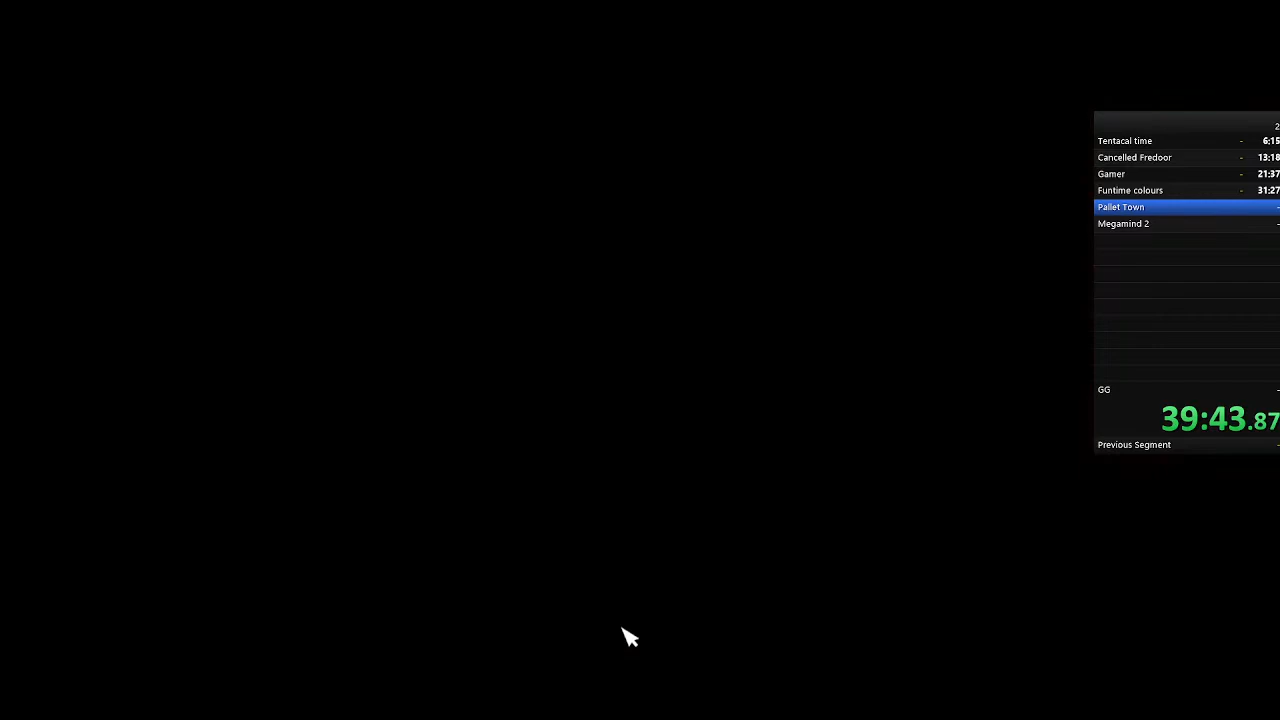 2
Tentacal time - 6:15
Cancelled Fredoor - 13:18
Gamer - 21:37
Funtime colours - 31:27
Pallet Town -
Megamind 2 -
GG -
39:43.87
Previous Segment -